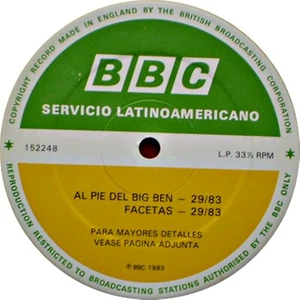 COPYRIGHT RECORD MADE IN ENGLAND BY THE BRITISH BROADCASTING CORPORATION
BBC
SERVICIO LATINOAMERICANO
152248
L.P. 33⅓ RPM
AL PIE DEL BIG BEN — 29/83
FACETAS — 29/83
PARA MAYORES DETALLES
VEASE PAGINA ADJUNTA
℗ BBC 1983
REPRODUCTION RESTRICTED TO BROADCASTING STATIONS AUTHORISED BY THE BBC ONLY